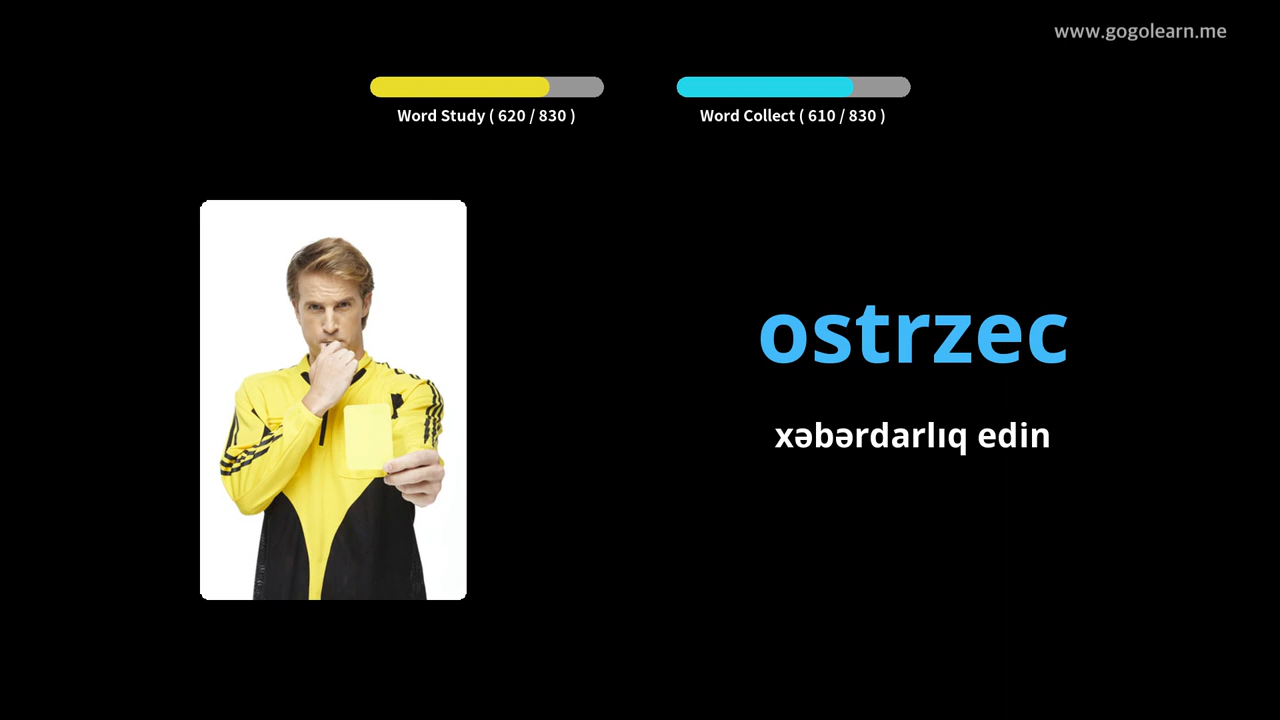 www.gogolearn.me
Word Study ( 620 / 830 )
Word Collect ( 610 / 830 )
ostrzec
xəbərdarlıq edin